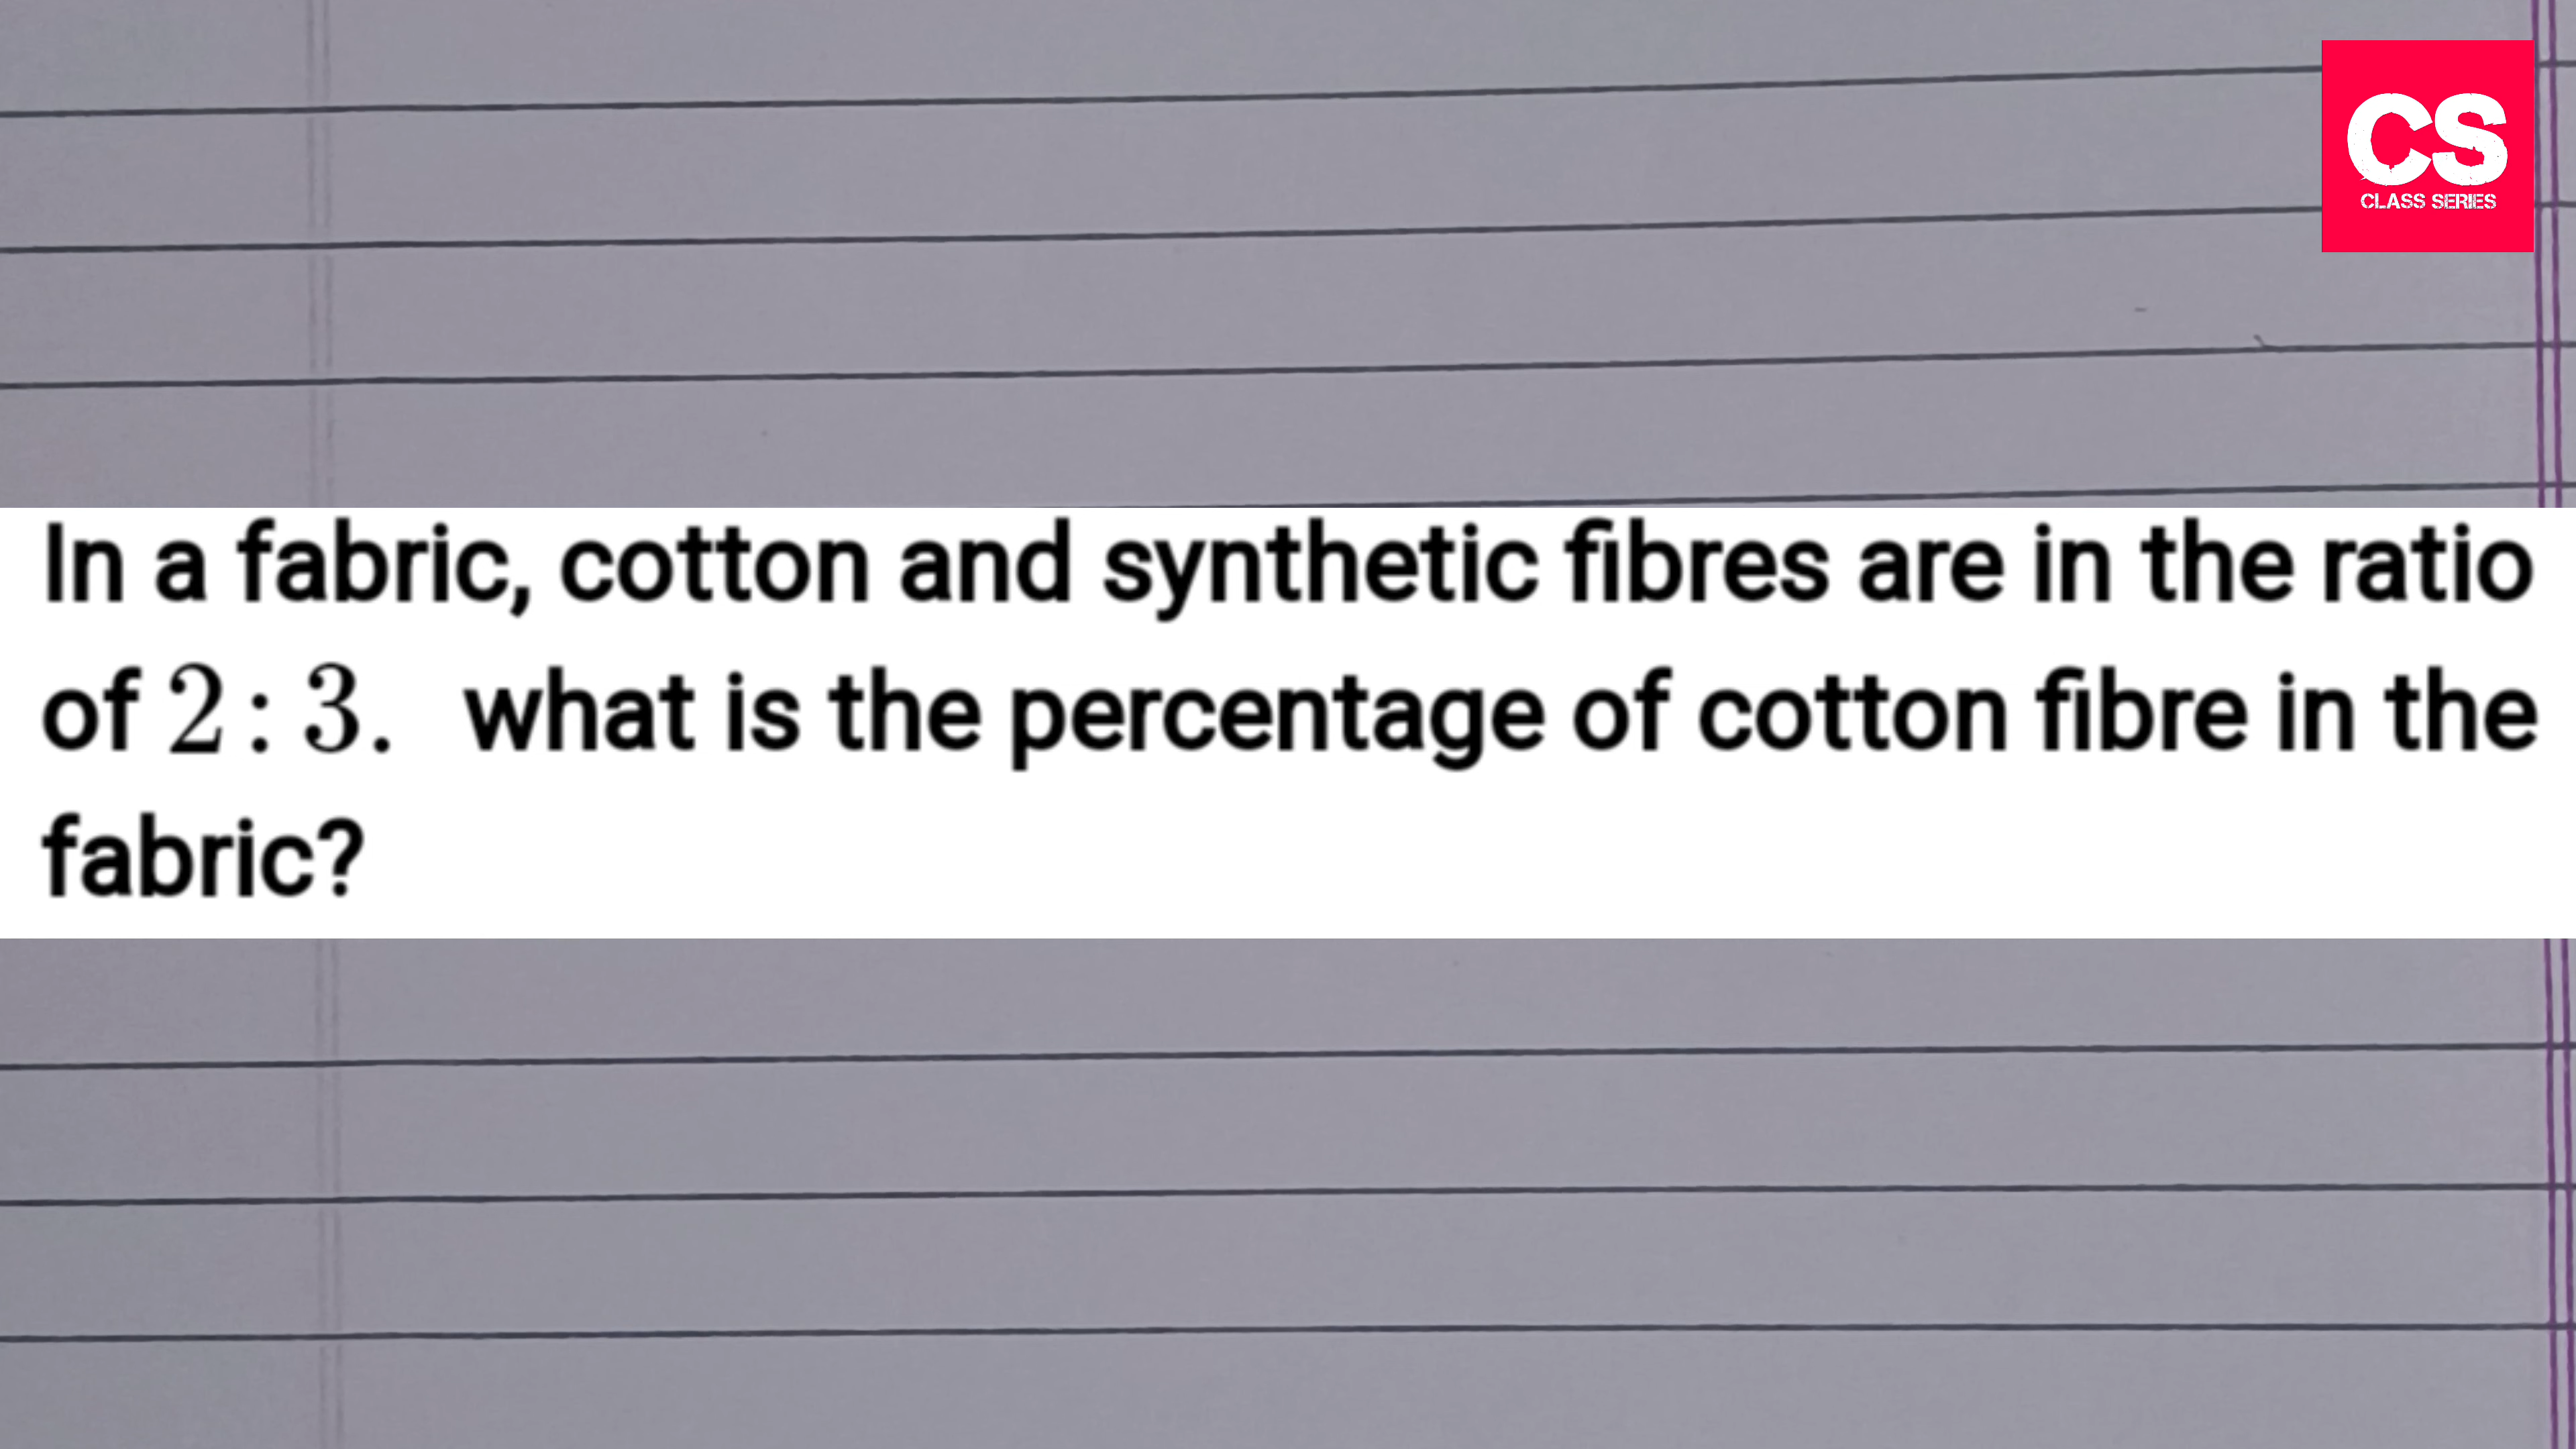 CS
CLASS SERIES
In a fabric, cotton and synthetic fibres are in the ratio
of 2 : 3. what is the percentage of cotton fibre in the
fabric?